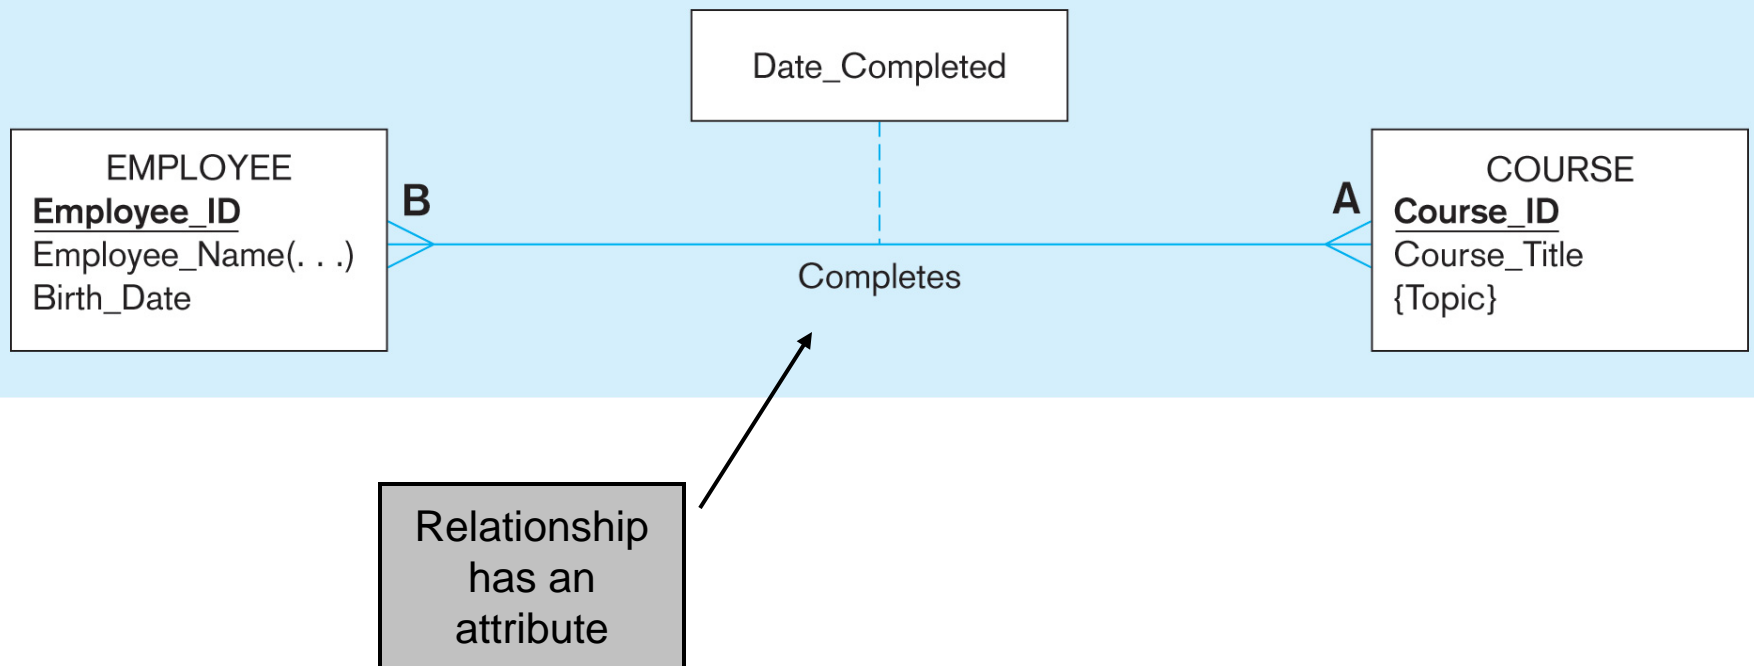 Date_Completed
EMPLOYEE
Employee_ID
Employee_Name(. . .)
Birth_Date
B
Completes
A
COURSE
Course_ID
Course_Title
{Topic}
Relationship
has an
attribute